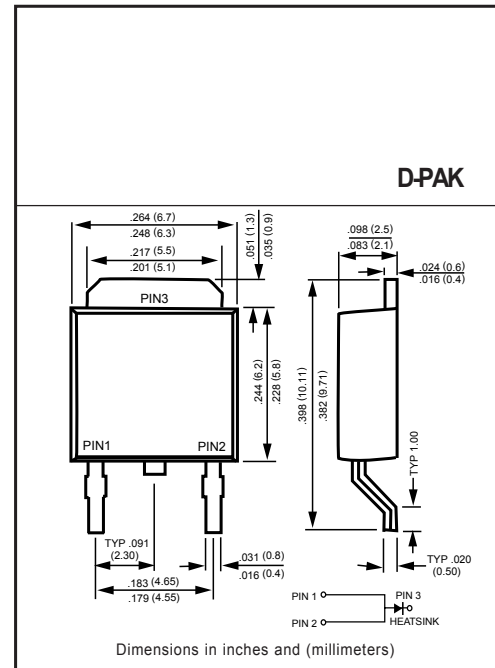 D-PAK
.264 (6.7)
.248 (6.3)
.217 (5.5)
.201 (5.1)
.051 (1.3)
.035 (0.9)
.098 (2.5)
.083 (2.1)
.024 (0.6)
.016 (0.4)
PIN3
.244 (6.2)
.228 (5.8)
.398 (10.11)
.382 (9.71)
PIN1
PIN2
TYP 1.00
TYP .091
(2.30)
.031 (0.8)
.016 (0.4)
TYP .020
(0.50)
.183 (4.65)
.179 (4.55)
PIN 1
PIN 3
PIN 2
HEATSINK
Dimensions in inches and (millimeters)